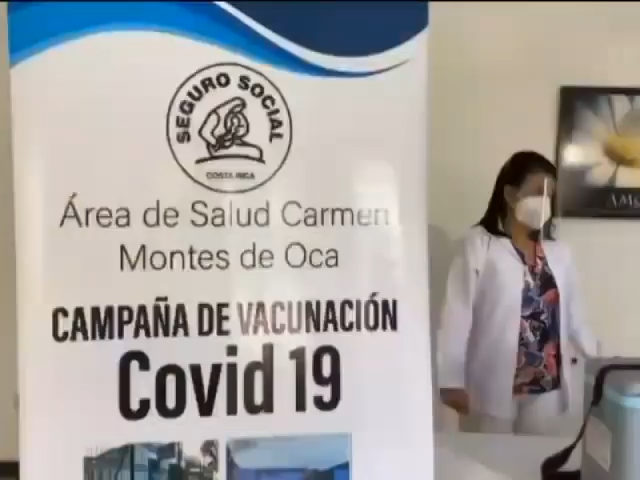 SEGURO SOCIAL
COSTA RICA
Área de Salud Carmen
Montes de Oca
CAMPAÑA DE VACUNACIÓN
Covid 19